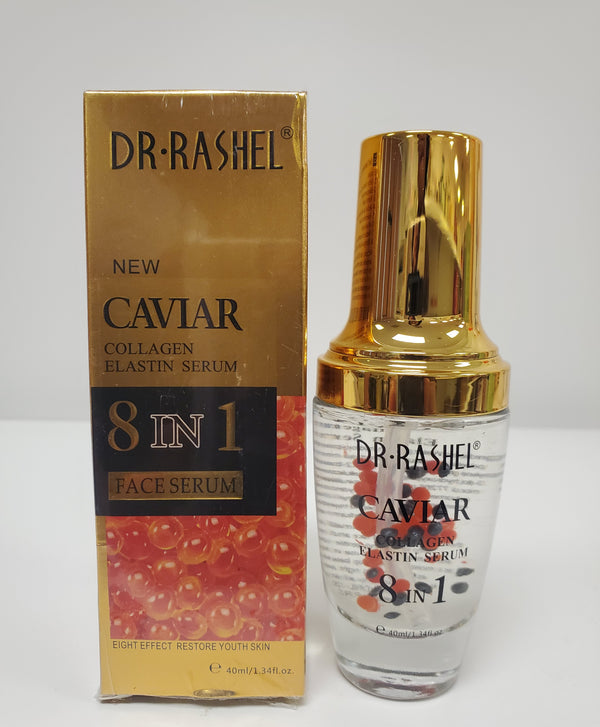 DR·RASHEL®
NEW
CAVIAR
COLLAGEN
ELASTIN SERUM
8 IN 1
FACE SERUM
EIGHT EFFECT RESTORE YOUTH SKIN
℮ 40ml/1.34fl.oz.
DR·RASHEL®
CAVIAR
COLLAGEN
ELASTIN SERUM
8 IN 1
℮ 40ml/1.34fl.oz